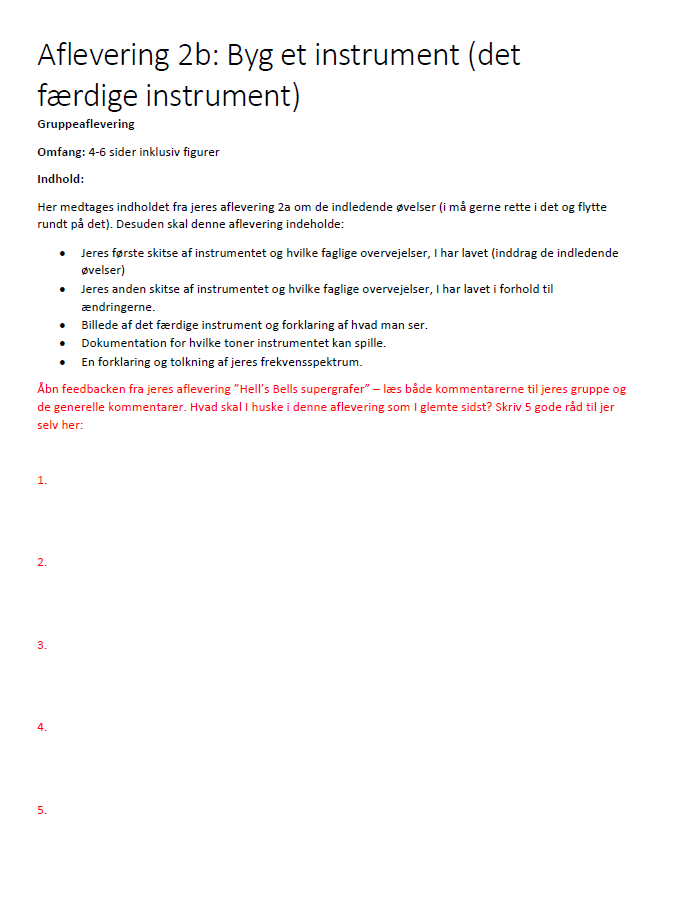 Aflevering 2b: Byg et instrument (det
færdige instrument)
Gruppeaflevering
Omfang: 4-6 sider inklusiv figurer
Indhold:
Her medtages indholdet fra jeres aflevering 2a om de indledende øvelser (i må gerne rette i det og flytte
rundt på det). Desuden skal denne aflevering indeholde:
• Jeres første skitse af instrumentet og hvilke faglige overvejelser, I har lavet (inddrag de indledende
øvelser)
• Jeres anden skitse af instrumentet og hvilke faglige overvejelser, I har lavet i forhold til
ændringerne.
• Billede af det færdige instrument og forklaring af hvad man ser.
• Dokumentation for hvilke toner instrumentet kan spille.
• En forklaring og tolkning af jeres frekvensspektrum.
Åbn feedbacken fra jeres aflevering ”Hell’s Bells supergrafer” – læs både kommentarerne til jeres gruppe og
de generelle kommentarer. Hvad skal I huske i denne aflevering som I glemte sidst? Skriv 5 gode råd til jer
selv her:
1.
2.
3.
4.
5.